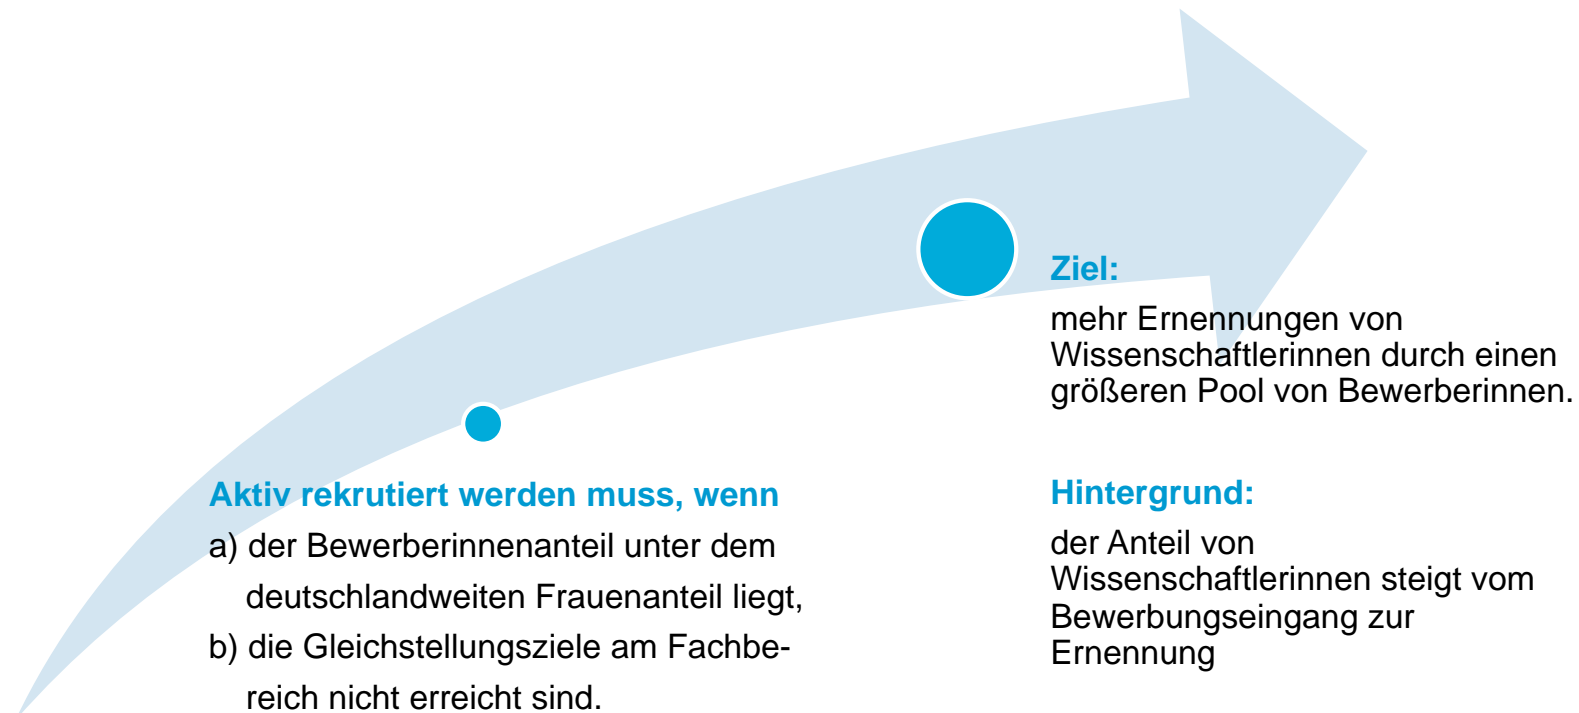 Aktiv rekrutiert werden muss, wenn
a) der Bewerberinnenanteil unter dem
deutschlandweiten Frauenanteil liegt,
b) die Gleichstellungsziele am Fachbe-
reich nicht erreicht sind.
Ziel:
mehr Ernennungen von
Wissenschaftlerinnen durch einen
größeren Pool von Bewerberinnen.
Hintergrund:
der Anteil von
Wissenschaftlerinnen steigt vom
Bewerbungseingang zur
Ernennung